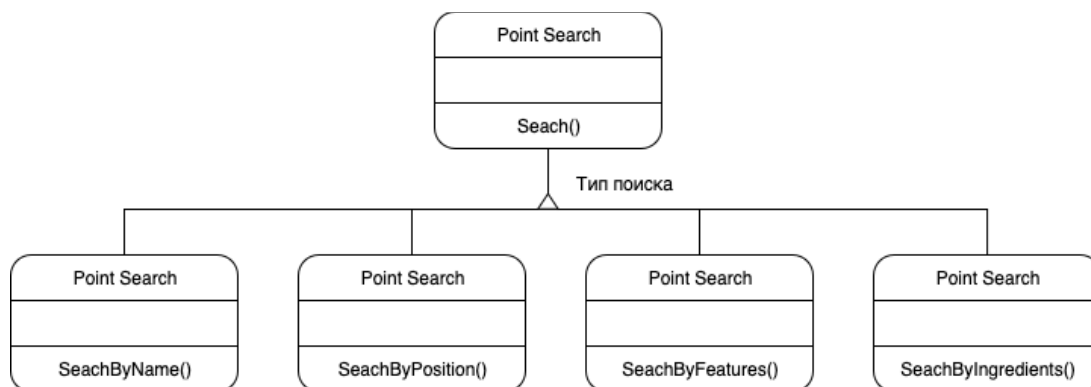 Point Search
Seach()
Тип поиска
Point Search
Point Search
Point Search
Point Search
SeachByName()
SeachByPosition()
SeachByFeatures()
SeachByIngredients()